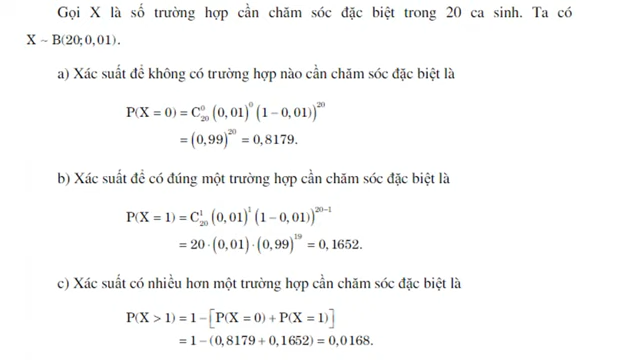 Gọi X là số trường hợp cần chăm sóc đặc biệt trong 20 ca sinh. Ta có
X ~ B(20; 0, 01).
a) Xác suất để không có trường hợp nào cần chăm sóc đặc biệt là
P(X = 0) = C₂₀⁰ (0, 01)⁰ (1 − 0, 01))²⁰
= (0, 99)²⁰ = 0, 8179.
b) Xác suất để có đúng một trường hợp cần chăm sóc đặc biệt là
P(X = 1) = C₂₀¹ (0, 01)¹ (1 − 0, 01))²⁰⁻¹
= 20 · (0, 01) · (0, 99)¹⁹ = 0, 1652.
c) Xác suất có nhiều hơn một trường hợp cần chăm sóc đặc biệt là
P(X > 1) = 1 − [P(X = 0) + P(X = 1)]
= 1 − (0, 8179 + 0, 1652) = 0, 0168.